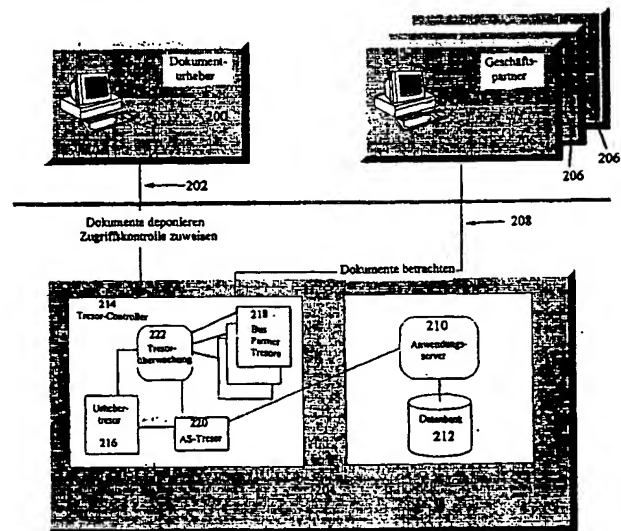 Dokument-
urheber
200
Geschäfts-
partner
206
206
202
208
Dokumente deponieren
Zugriffskontrolle zuweisen
Dokumente betrachten
214
Tresor-Controller
222
Tresor-
überwachung
218
Bus
Partner
Tresore
Urheber-
tresor
216
220
AS-Tresor
210
Anwendungs-
server
Datenbank
212